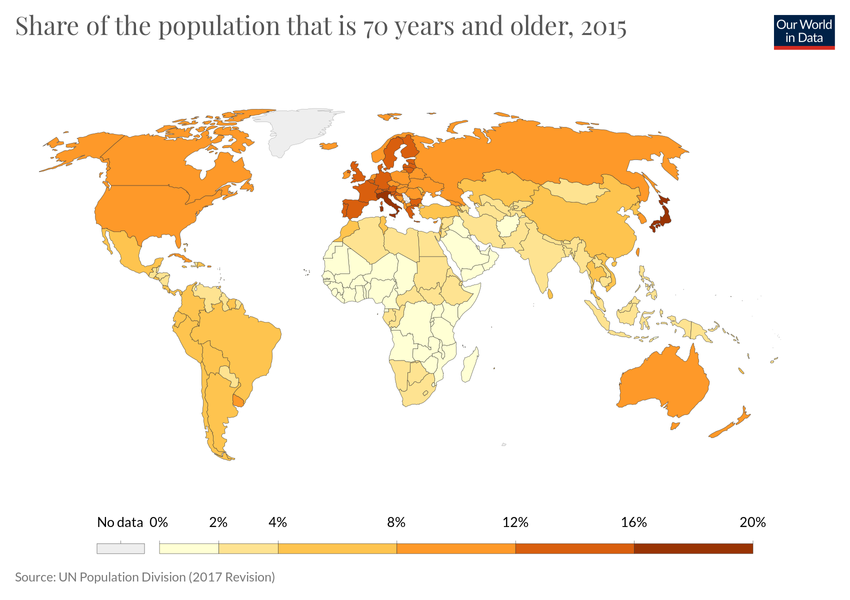 Share of the population that is 70 years and older, 2015
Our World
in Data
No data 0% 2% 4% 8% 12% 16% 20%
Source: UN Population Division (2017 Revision)